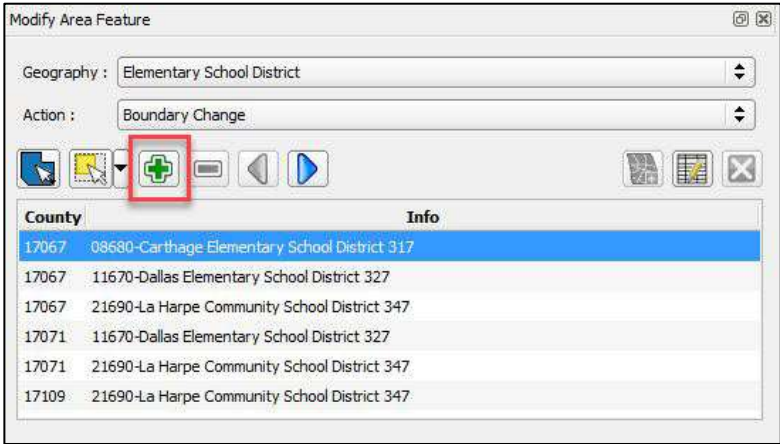 Modify Area Feature
Geography : Elementary School District
Action : Boundary Change
County Info
17067 08680-Carthage Elementary School District 317
17067 11670-Dallas Elementary School District 327
17067 21690-La Harpe Community School District 347
17071 11670-Dallas Elementary School District 327
17071 21690-La Harpe Community School District 347
17109 21690-La Harpe Community School District 347